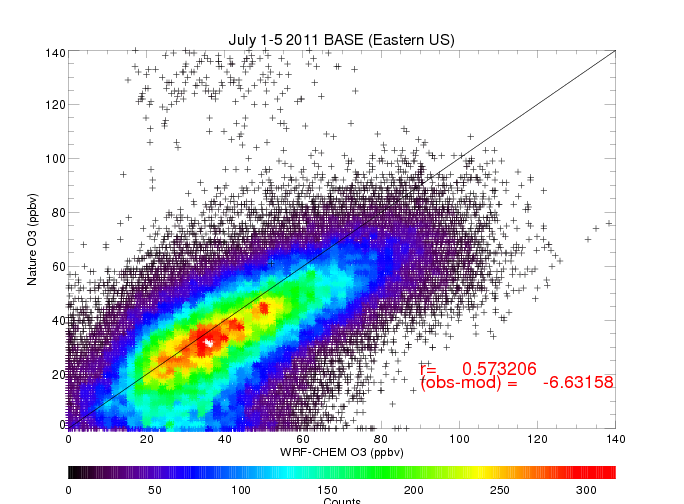 July 1-5 2011 BASE (Eastern US)
140
120
100
80
60
40
20
0
Nature O3 (ppbv)
r= 0.573206
(obs-mod) = -6.63158
0 20 40 60 80 100 120 140
WRF-CHEM O3 (ppbv)
0 50 100 150 200 250 300
Counts